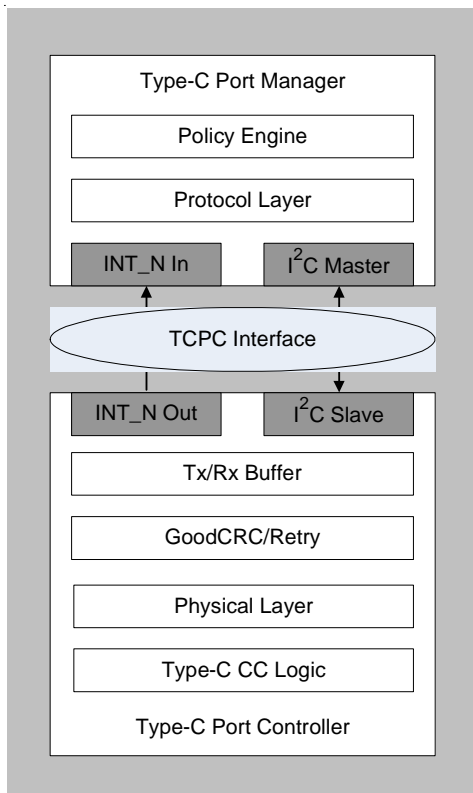 Type-C Port Manager
Policy Engine
Protocol Layer
INT_N In
I²C Master
TCPC Interface
INT_N Out
I²C Slave
Tx/Rx Buffer
GoodCRC/Retry
Physical Layer
Type-C CC Logic
Type-C Port Controller